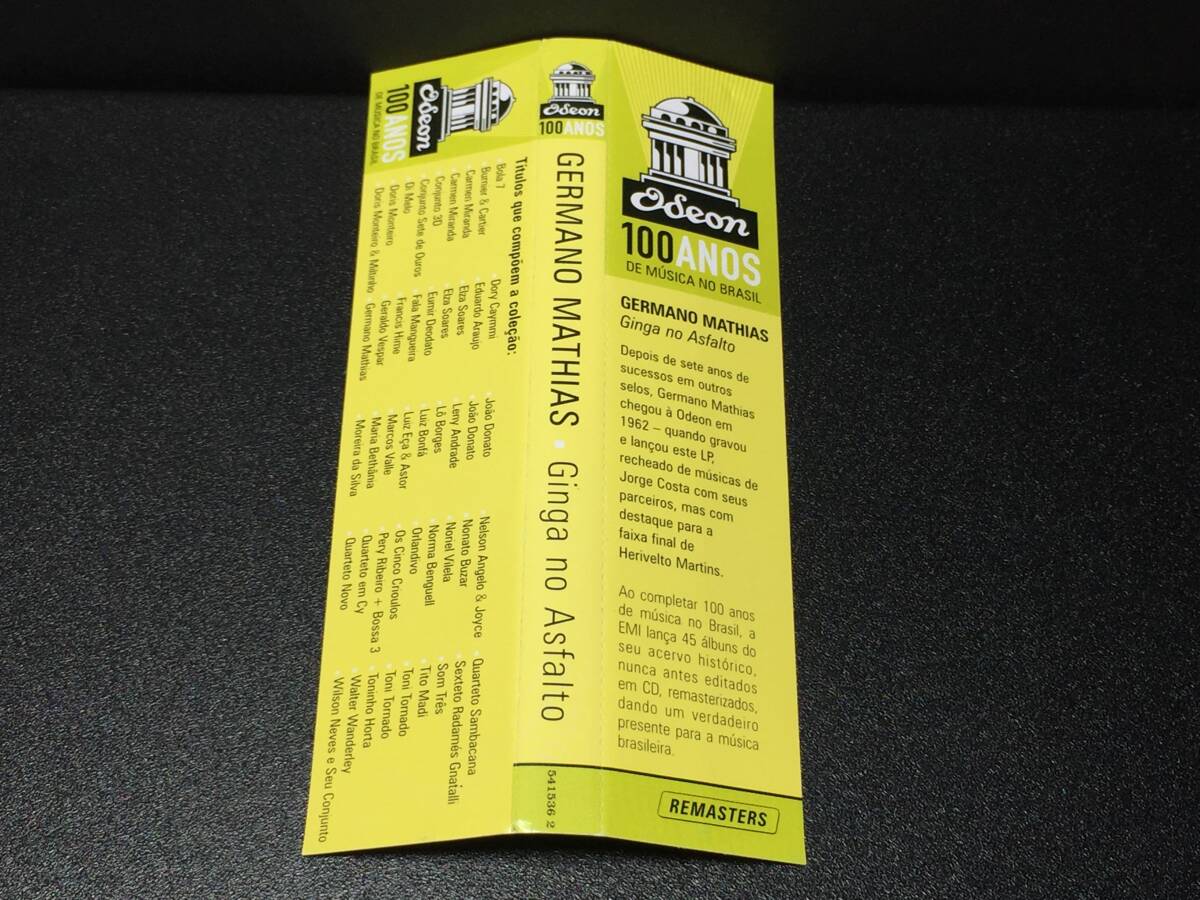 Odeon
100 ANOS
DE MÚSICA NO BRASIL
GERMANO MATHIAS
Ginga no Asfalto
Depois de sete anos de
sucessos em outros
selos, Germano Mathias
chegou à Odeon em
1962 – quando gravou
e lançou este LP,
recheado de músicas de
Jorge Costa com seus
parceiros, mas com
destaque para a
faixa final de
Herivelto Martins.
Ao completar 100 anos
de música no Brasil, a
EMI lança 45 álbuns do
seu acervo histórico,
nunca antes editados
em CD, remasterizados,
dando um verdadeiro
presente para a música
brasileira.
REMASTERS
Odeon
100 ANOS
GERMANO MATHIAS • Ginga no Asfalto
541536 2
Odeon
100 ANOS
DE MÚSICA NO BRASIL
Títulos que compõem a coleção:
• Bola 7
• Burnier & Cartier
• Carmen Miranda
• Carmen Miranda
• Conjunto 3D
• Conjunto Sete de Ouros
• Di Melo
• Doris Monteiro
• Doris Monteiro & Miltinho
• Dory Caymmi
• Eduardo Araujo
• Elza Soares
• Elza Soares
• Eumir Deodato
• Fala Mangueira
• Francis Hime
• Geraldo Vespar
• Germano Mathias
• João Donato
• João Donato
• Leny Andrade
• Lô Borges
• Luiz Bonfá
• Luiz Eça & Astor
• Marcos Valle
• Maria Bethânia
• Moreira da Silva
• Nelson Angelo & Joyce
• Nonato Buzar
• Noriel Vilela
• Norma Benguell
• Orlandivo
• Os Cinco Crioulos
• Pery Ribeiro + Bossa 3
• Quarteto em Cy
• Quarteto Novo
• Quarteto Sambacana
• Sexteto Radamés Gnatalli
• Som Três
• Tito Madi
• Toni Tornado
• Toni Tornado
• Toninho Horta
• Walter Wanderley
• Wilson Neves e Seu Conjunto